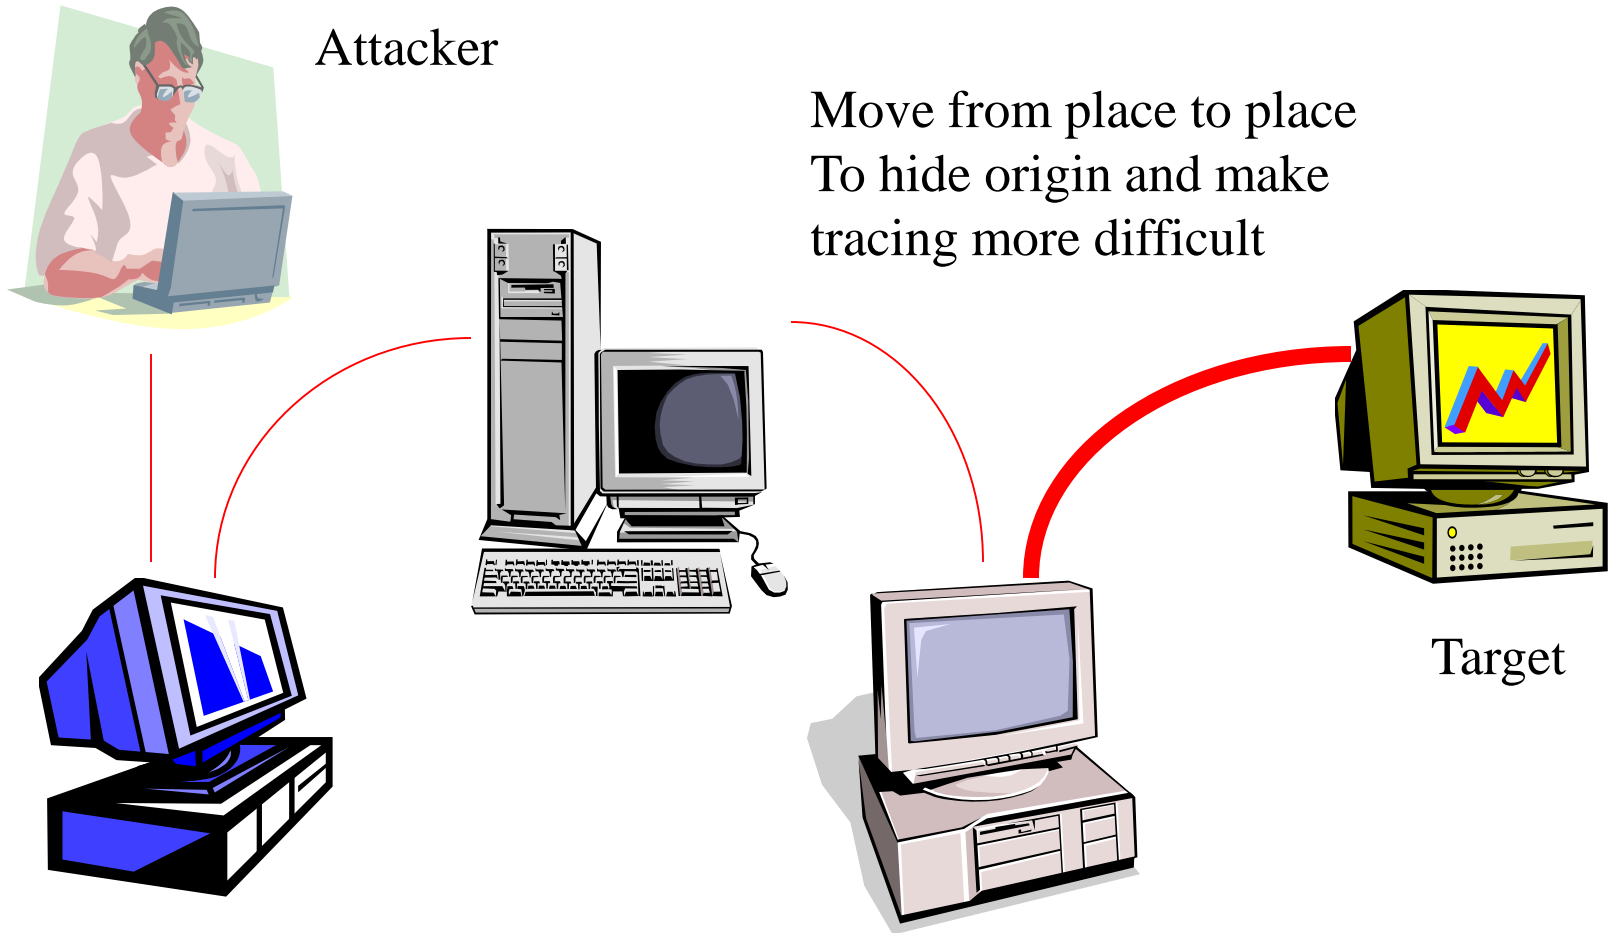 Attacker
Move from place to place
To hide origin and make
tracing more difficult
Target